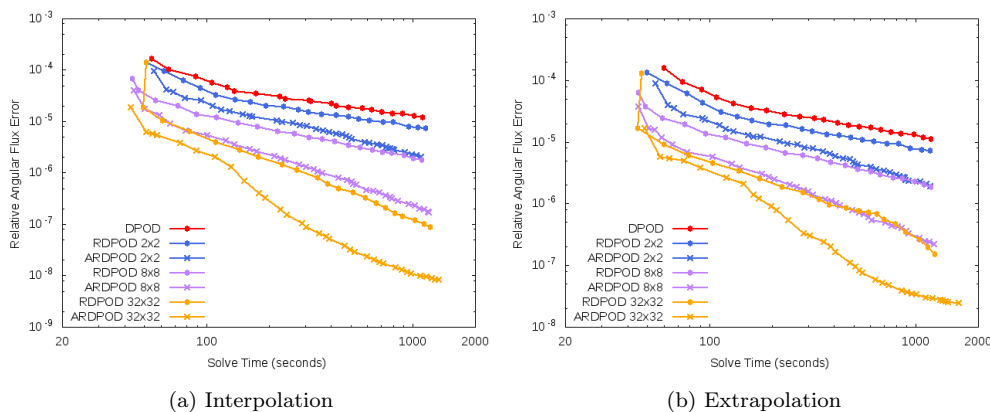 10-3
10-4
10-5
10-6
10-7
10-8
10-9
Relative Angular Flux Error
DPOD
RDPOD 2x2
ARDPOD 2x2
RDPOD 8x8
ARDPOD 8x8
RDPOD 32x32
ARDPOD 32x32
20 100 1000 2000
Solve Time (seconds)
(a) Interpolation
10-3
10-4
10-5
10-6
10-7
10-8
Relative Angular Flux Error
DPOD
RDPOD 2x2
ARDPOD 2x2
RDPOD 8x8
ARDPOD 8x8
RDPOD 32x32
ARDPOD 32x32
20 100 1000 2000
Solve Time (seconds)
(b) Extrapolation